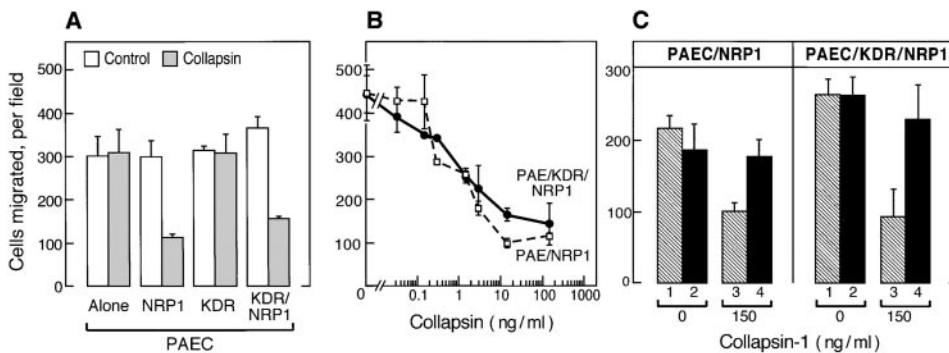 A
Control
Collapsin
Cells migrated, per field
500
400
300
200
100
0
Alone
NRP1
KDR
KDR/
NRP1
PAEC
B
500
400
300
200
100
PAE/KDR/
NRP1
PAE/NRP1
0
0.1
1
10
100
1000
Collapsin (ng/ml)
C
PAEC/NRP1
PAEC/KDR/NRP1
300
200
100
0
1 2 3 4
1 2 3 4
0 150
0 150
Collapsin-1 (ng/ml)